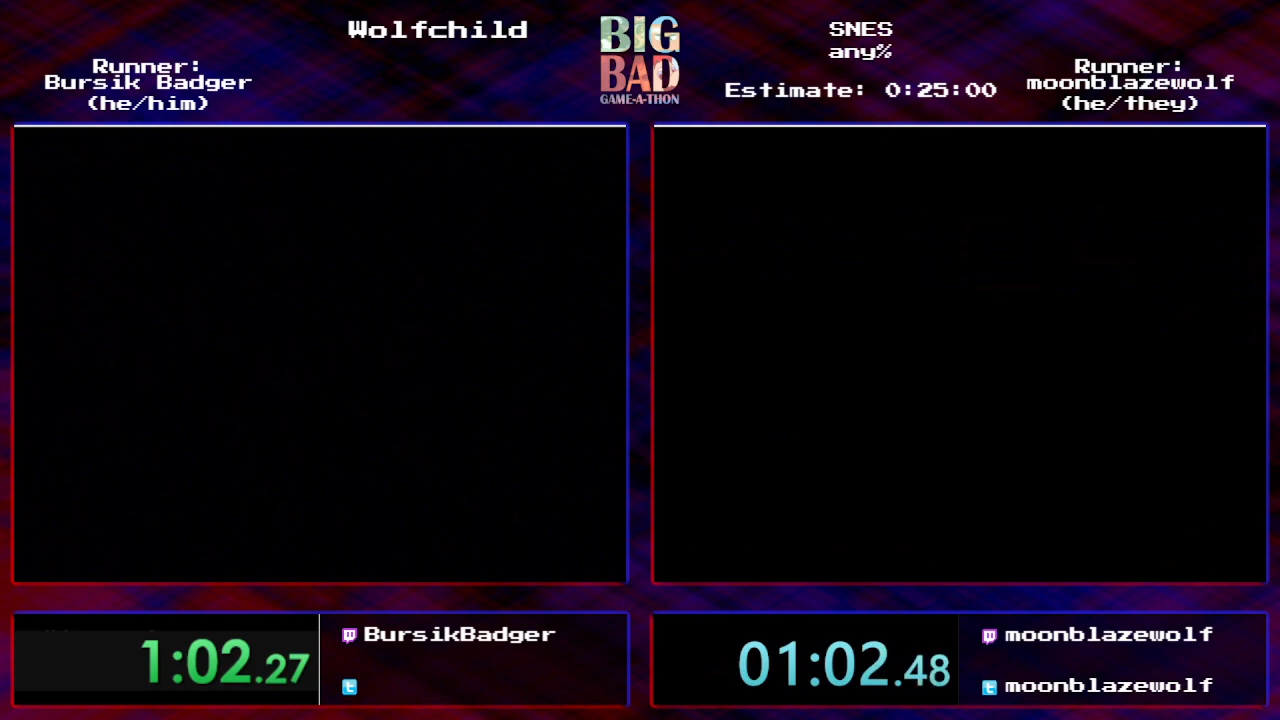 Wolfchild
BIG
BAD
GAME-A-THON
SNES
any%
Estimate: 0:25:00
Runner:
Bursik Badger
(he/him)
Runner:
moonblazewolf
(he/they)
1:02.27
BursikBadger
01:02.48
moonblazewolf
moonblazewolf